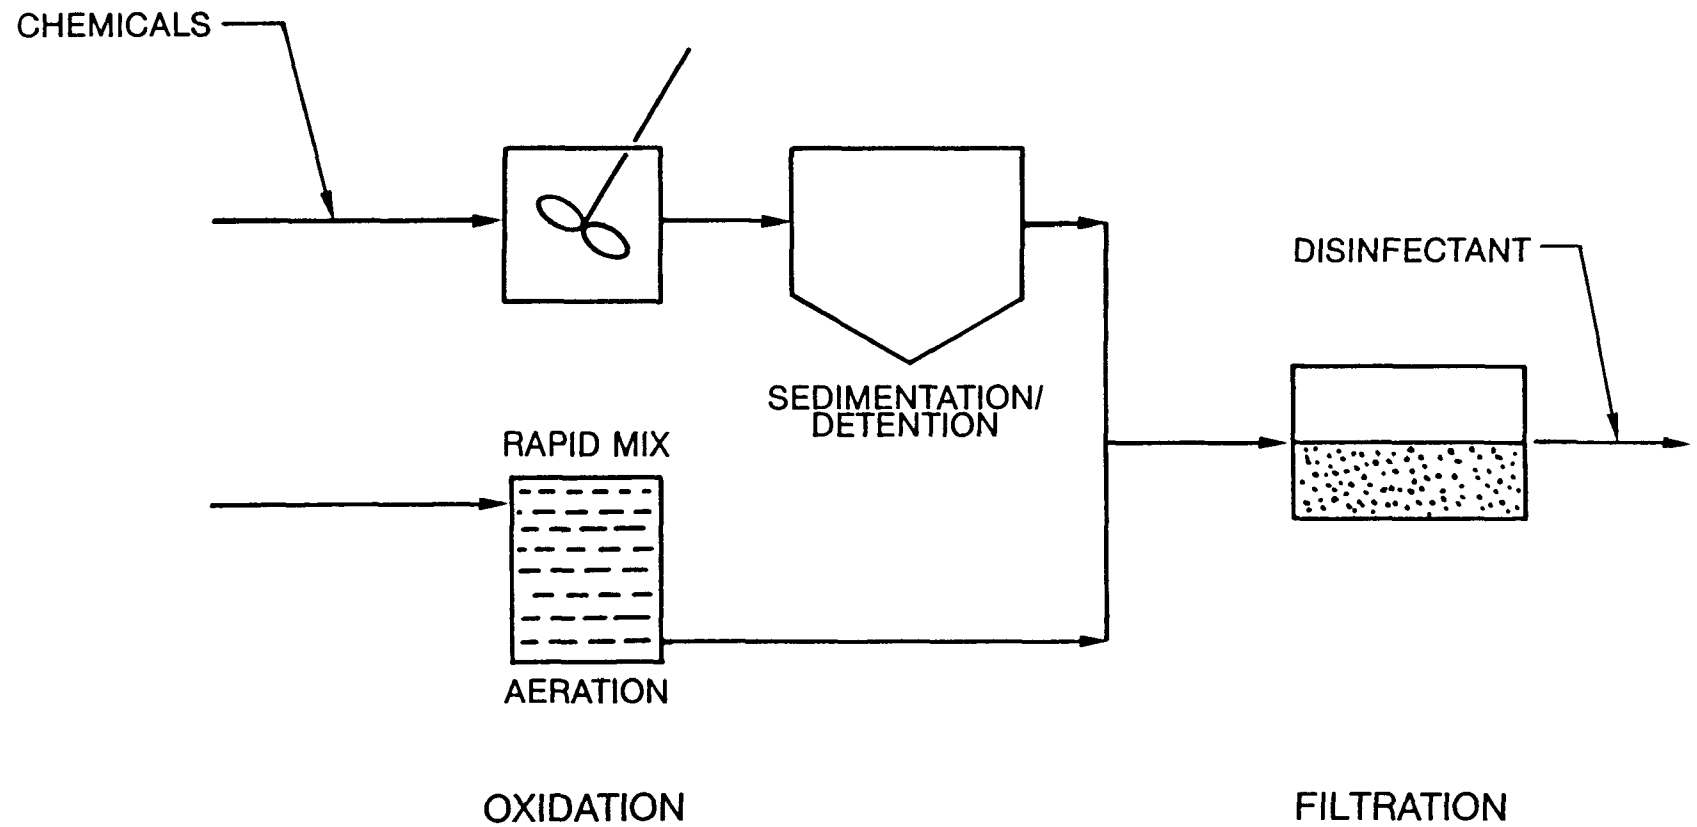 CHEMICALS
DISINFECTANT
SEDIMENTATION/
DETENTION
RAPID MIX
AERATION
OXIDATION
FILTRATION